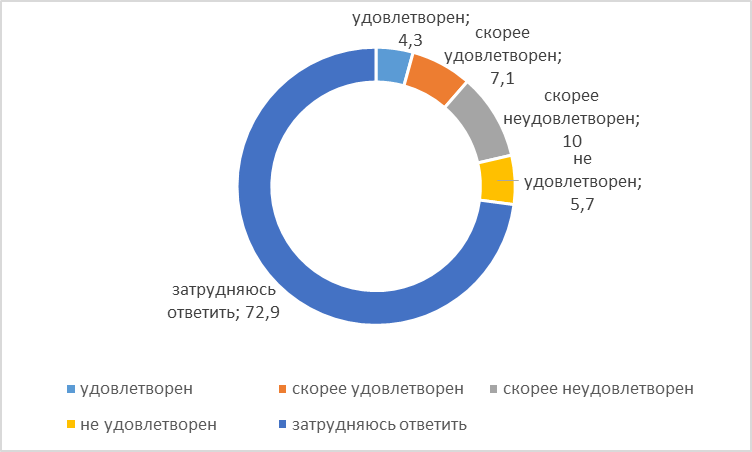 удовлетворен;
4,3
скорее
удовлетворен;
7,1
скорее
неудовлетворен;
10
не
удовлетворен;
5,7
затрудняюсь
ответить; 72,9
удовлетворен
скорее удовлетворен
скорее неудовлетворен
не удовлетворен
затрудняюсь ответить